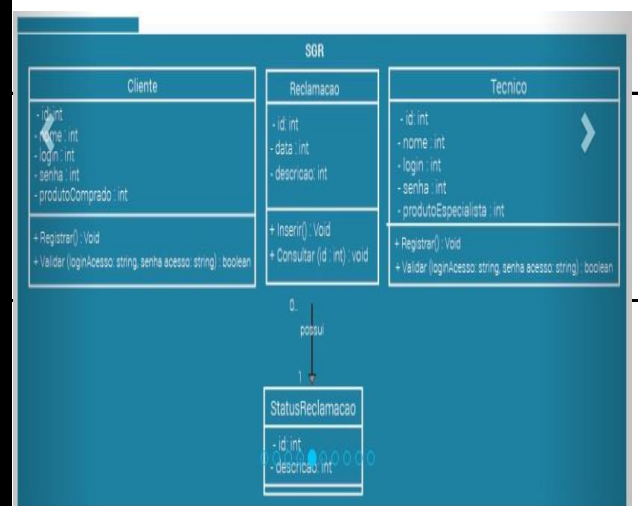 SGR
Cliente
- id: int
- nome : int
- login : int
- senha : int
- produtoComprado : int
+ Registrar() : Void
+ Validar (loginAcesso: string, senha acesso: string) : boolean
Reclamacao
- id: int
- data : int
- descricao: int
+ Inserir() : Void
+ Consultar (id : int) : void
Tecnico
- id: int
- nome : int
- login : int
- senha : int
- produtoEspecialista : int
+ Registrar() : Void
+ Validar (loginAcesso: string, senha acesso: string) : boolean
0..
possui
1
StatusReclamacao
- id: int
- descricao: int